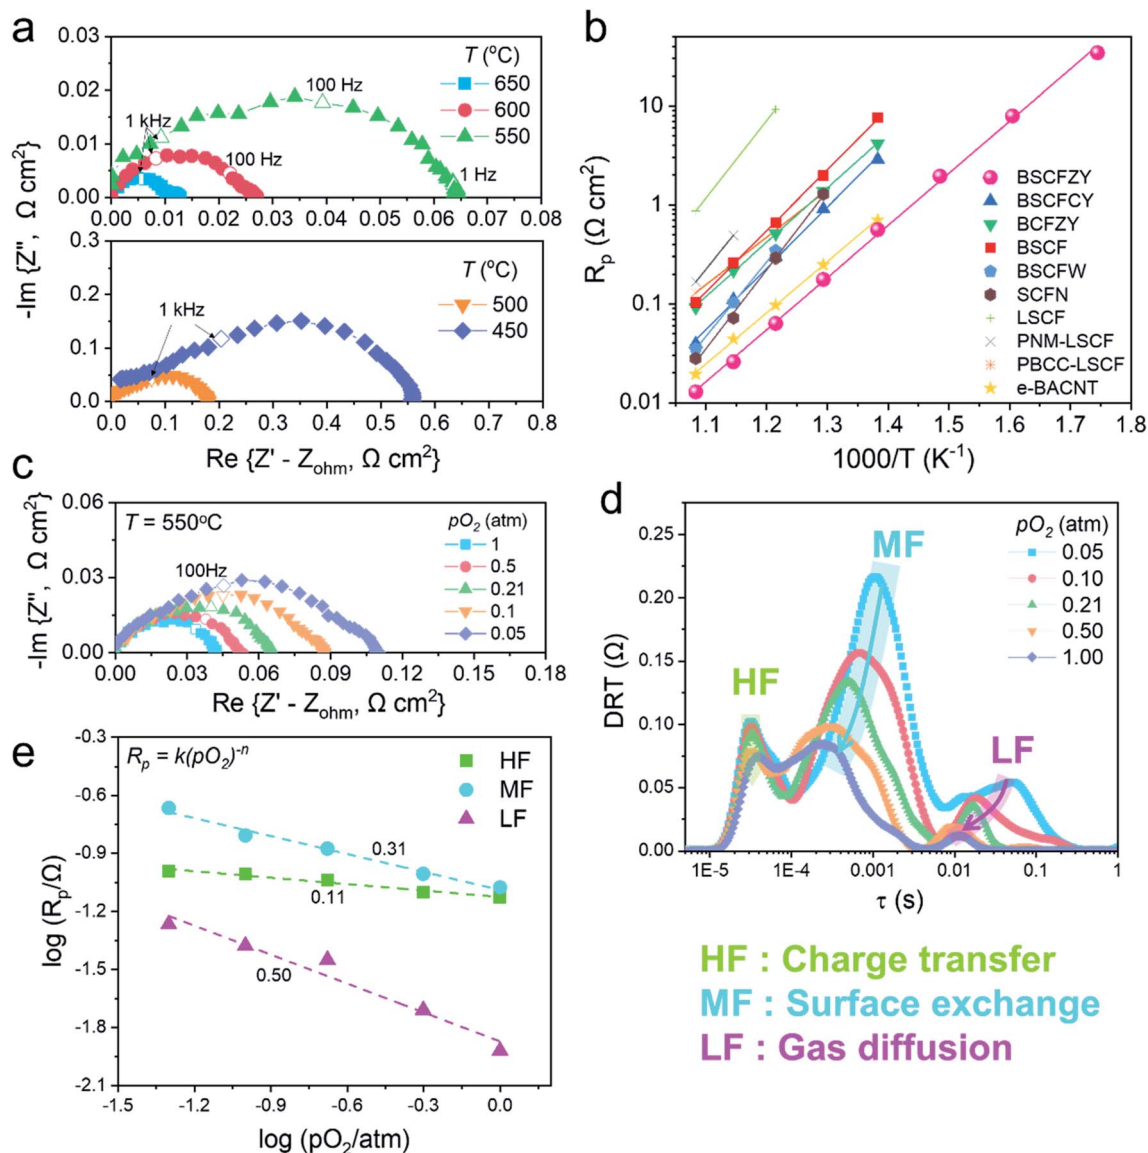 a
-Im {Z", Ω cm²}
0.03
0.02
0.01
0.00
T (°C)
650
600
550
1 kHz
100 Hz
100 Hz
1 Hz
0.00 0.01 0.02 0.03 0.04 0.05 0.06 0.07 0.08
0.3
0.2
0.1
0.0
T (°C)
500
450
1 kHz
0.0 0.1 0.2 0.3 0.4 0.5 0.6 0.7 0.8
Re {Z' - Zohm, Ω cm²}
b
Rp (Ω cm²)
10
1
0.1
0.01
BSCFZY
BSCFCY
BCFZY
BSCF
BSCFW
SCFN
LSCF
PNM-LSCF
PBCC-LSCF
e-BACNT
1.1 1.2 1.3 1.4 1.5 1.6 1.7 1.8
1000/T (K⁻¹)
c
-Im {Z", Ω cm²}
0.06
0.03
0.00
T = 550°C
100Hz
pO₂ (atm)
1
0.5
0.21
0.1
0.05
0.00 0.03 0.06 0.09 0.12 0.15 0.18
Re {Z' - Zohm, Ω cm²}
d
DRT (Ω)
0.25
0.20
0.15
0.10
0.05
0.00
HF
MF
LF
pO₂ (atm)
0.05
0.10
0.21
0.50
1.00
1E-5 1E-4 0.001 0.01 0.1 1
τ (s)
HF : Charge transfer
MF : Surface exchange
LF : Gas diffusion
e
log (Rp/Ω)
-0.3
-0.6
-0.9
-1.2
-1.5
-1.8
-2.1
Rp = k(pO₂)⁻ⁿ
HF
MF
LF
0.31
0.11
0.50
-1.5 -1.2 -0.9 -0.6 -0.3 0.0
log (pO₂/atm)